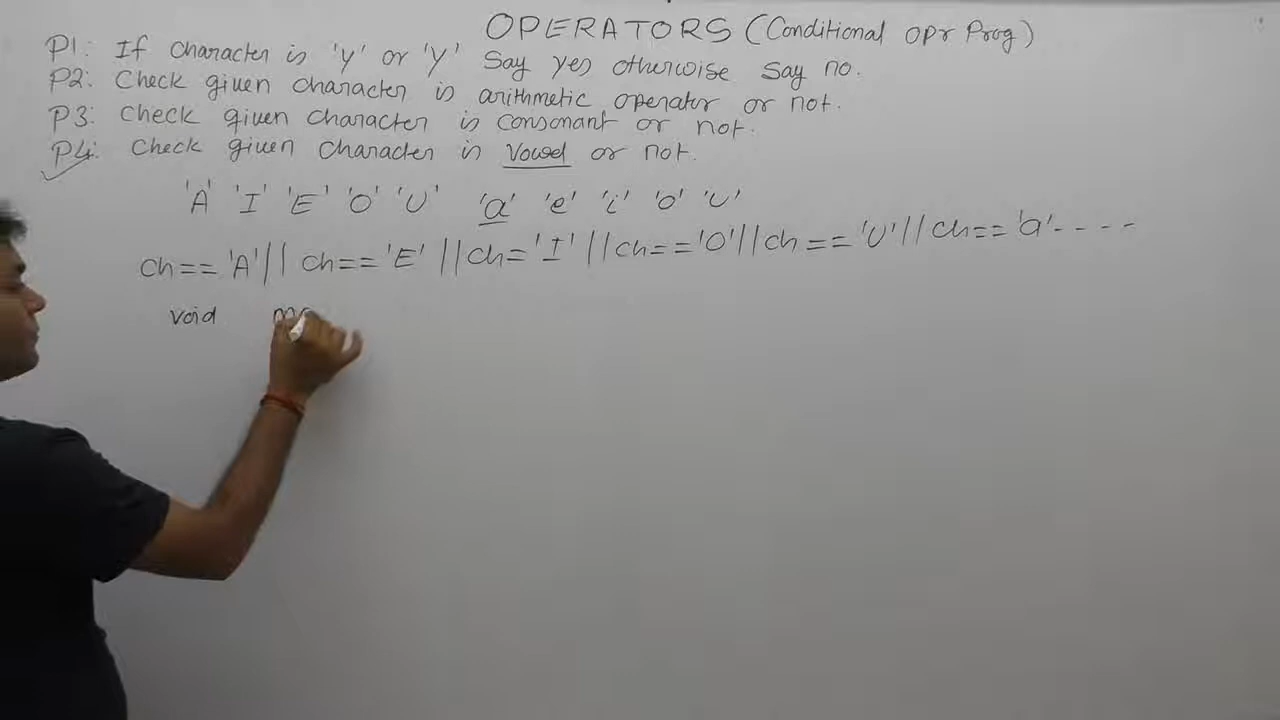 OPERATORS (Conditional Opr Prog)
P1: If Character is 'y' or 'Y' Say yes otherwise Say no.
P2: Check given character is arithmetic operator or not.
P3: Check given character is consonant or not.
P4: Check given character is Vowel or not.
'A' 'I' 'E' 'O' 'U' 'a' 'e' 'i' 'o' 'u'
Ch=='A'|| Ch=='E' ||Ch='I' ||Ch=='O'||Ch=='U'||Ch=='a'----
void